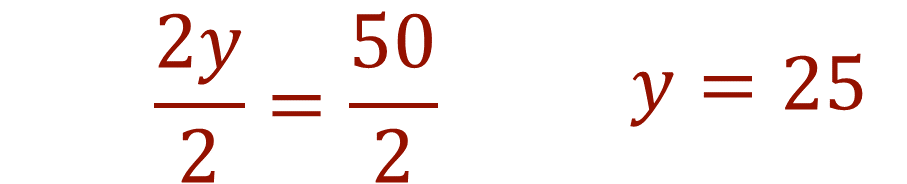 2y/2 = 50/2 y = 25